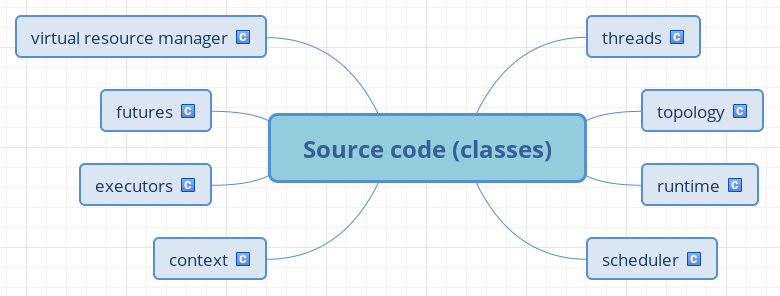 virtual resource manager C
threads C
futures C
topology C
Source code (classes)
executors C
runtime C
context C
scheduler C